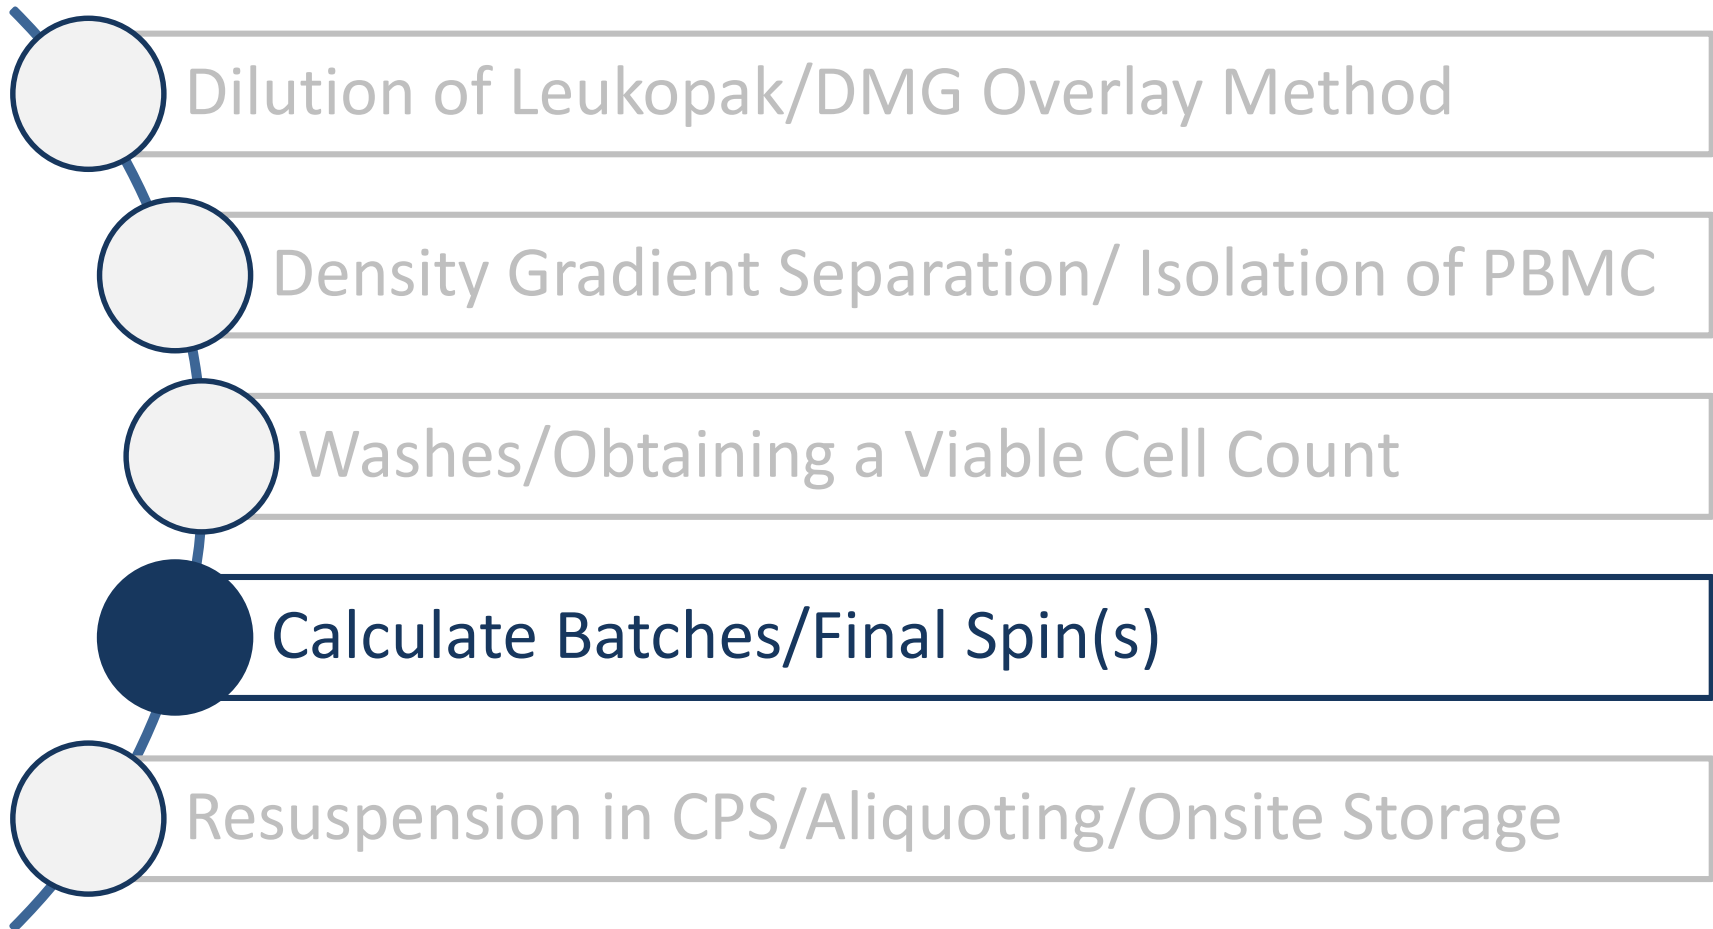 Dilution of Leukopak/DMG Overlay Method
Density Gradient Separation/ Isolation of PBMC
Washes/Obtaining a Viable Cell Count
Calculate Batches/Final Spin(s)
Resuspension in CPS/Aliquoting/Onsite Storage